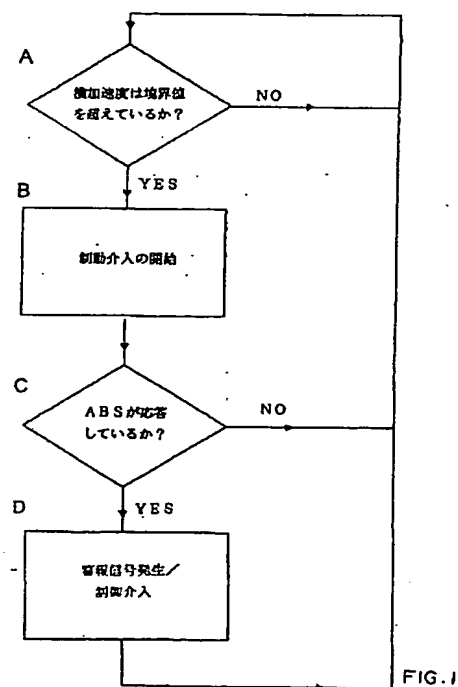 A
横加速度は境界値
を超えているか？
NO
YES
B
制動介入の開始
C
ABSが応答
しているか？
NO
YES
D
警報信号発生／
制御介入
FIG.1